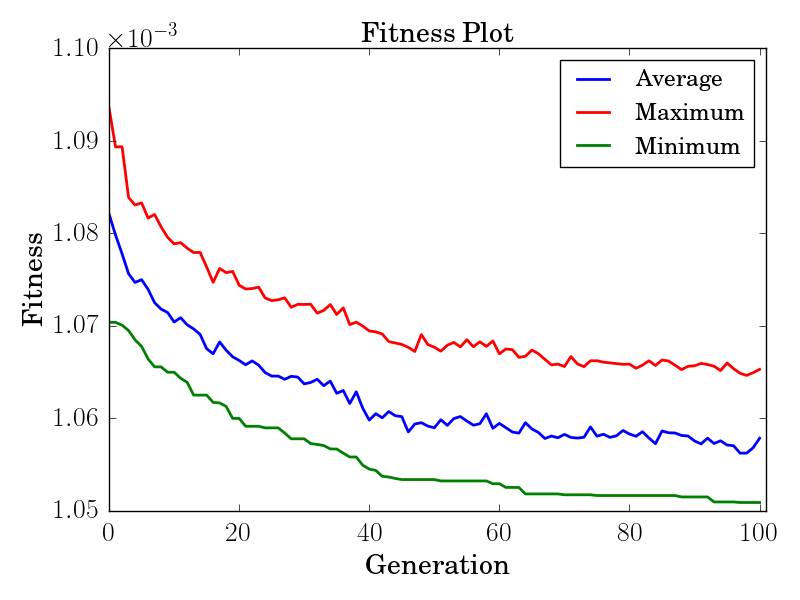 Fitness Plot
×10⁻³
1.10
1.09
1.08
1.07
1.06
1.05
Fitness
Average
Maximum
Minimum
0 20 40 60 80 100
Generation